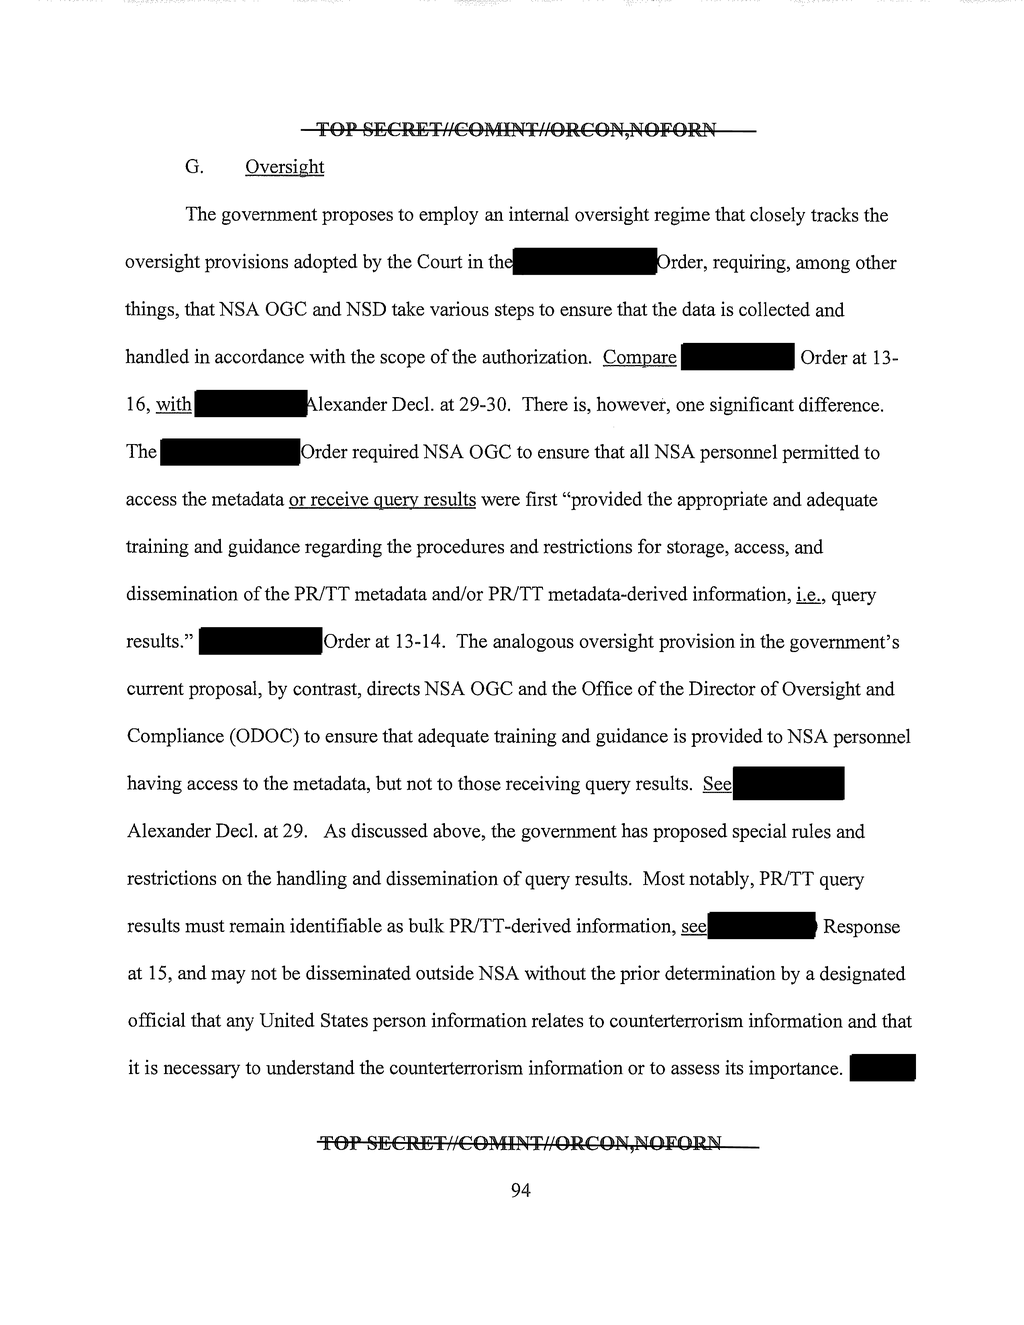 TOP SECRET//COMINT//ORCON,NOFORN
G. Oversight
The government proposes to employ an internal oversight regime that closely tracks the
oversight provisions adopted by the Court in the Order, requiring, among other
things, that NSA OGC and NSD take various steps to ensure that the data is collected and
handled in accordance with the scope of the authorization. Compare Order at 13-
16, with Alexander Decl. at 29-30. There is, however, one significant difference.
The Order required NSA OGC to ensure that all NSA personnel permitted to
access the metadata or receive query results were first “provided the appropriate and adequate
training and guidance regarding the procedures and restrictions for storage, access, and
dissemination of the PR/TT metadata and/or PR/TT metadata-derived information, i.e., query
results.” Order at 13-14. The analogous oversight provision in the government’s
current proposal, by contrast, directs NSA OGC and the Office of the Director of Oversight and
Compliance (ODOC) to ensure that adequate training and guidance is provided to NSA personnel
having access to the metadata, but not to those receiving query results. See
Alexander Decl. at 29. As discussed above, the government has proposed special rules and
restrictions on the handling and dissemination of query results. Most notably, PR/TT query
results must remain identifiable as bulk PR/TT-derived information, see Response
at 15, and may not be disseminated outside NSA without the prior determination by a designated
official that any United States person information relates to counterterrorism information and that
it is necessary to understand the counterterrorism information or to assess its importance.
TOP SECRET//COMINT//ORCON,NOFORN
94